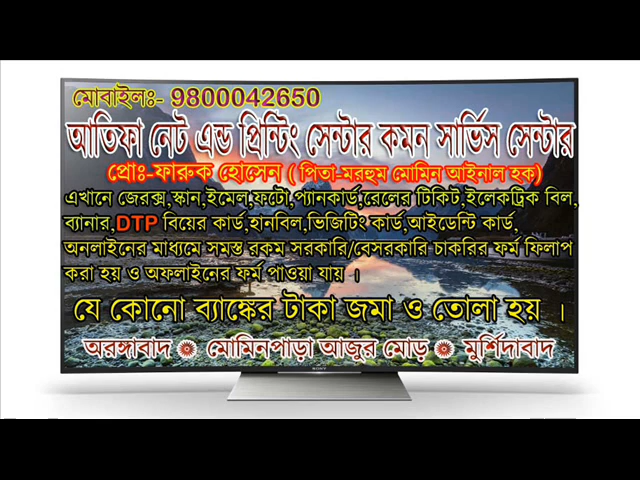 মোবাইলঃ- 9800042650
আতিফা নেট এন্ড প্রিন্টিং সেন্টার কমন সার্ভিস সেন্টার
প্রোঃ-ফারুক হোসেন ( পিতা-মরহুম মোমিন আইনাল হক)
এখানে জেরক্স,স্কান,ইমেল,ফটো,প্যানকার্ড,রেলের টিকিট,ইলেকট্রিক বিল,
ব্যানার,DTP বিয়ের কার্ড,হানবিল,ভিজিটিং কার্ড,আইডেন্টি কার্ড,
অনলাইনের মাধ্যমে সমস্ত রকম সরকারি/বেসরকারি চাকরির ফর্ম ফিলাপ
করা হয় ও অফলাইনের ফর্ম পাওয়া যায় ।
যে কোনো ব্যাঙ্কের টাকা জমা ও তোলা হয় ।
অরঙ্গাবাদ ֍ মোমিনপাড়া আজুর মোড় ֍ মুর্শিদাবাদ
SONY